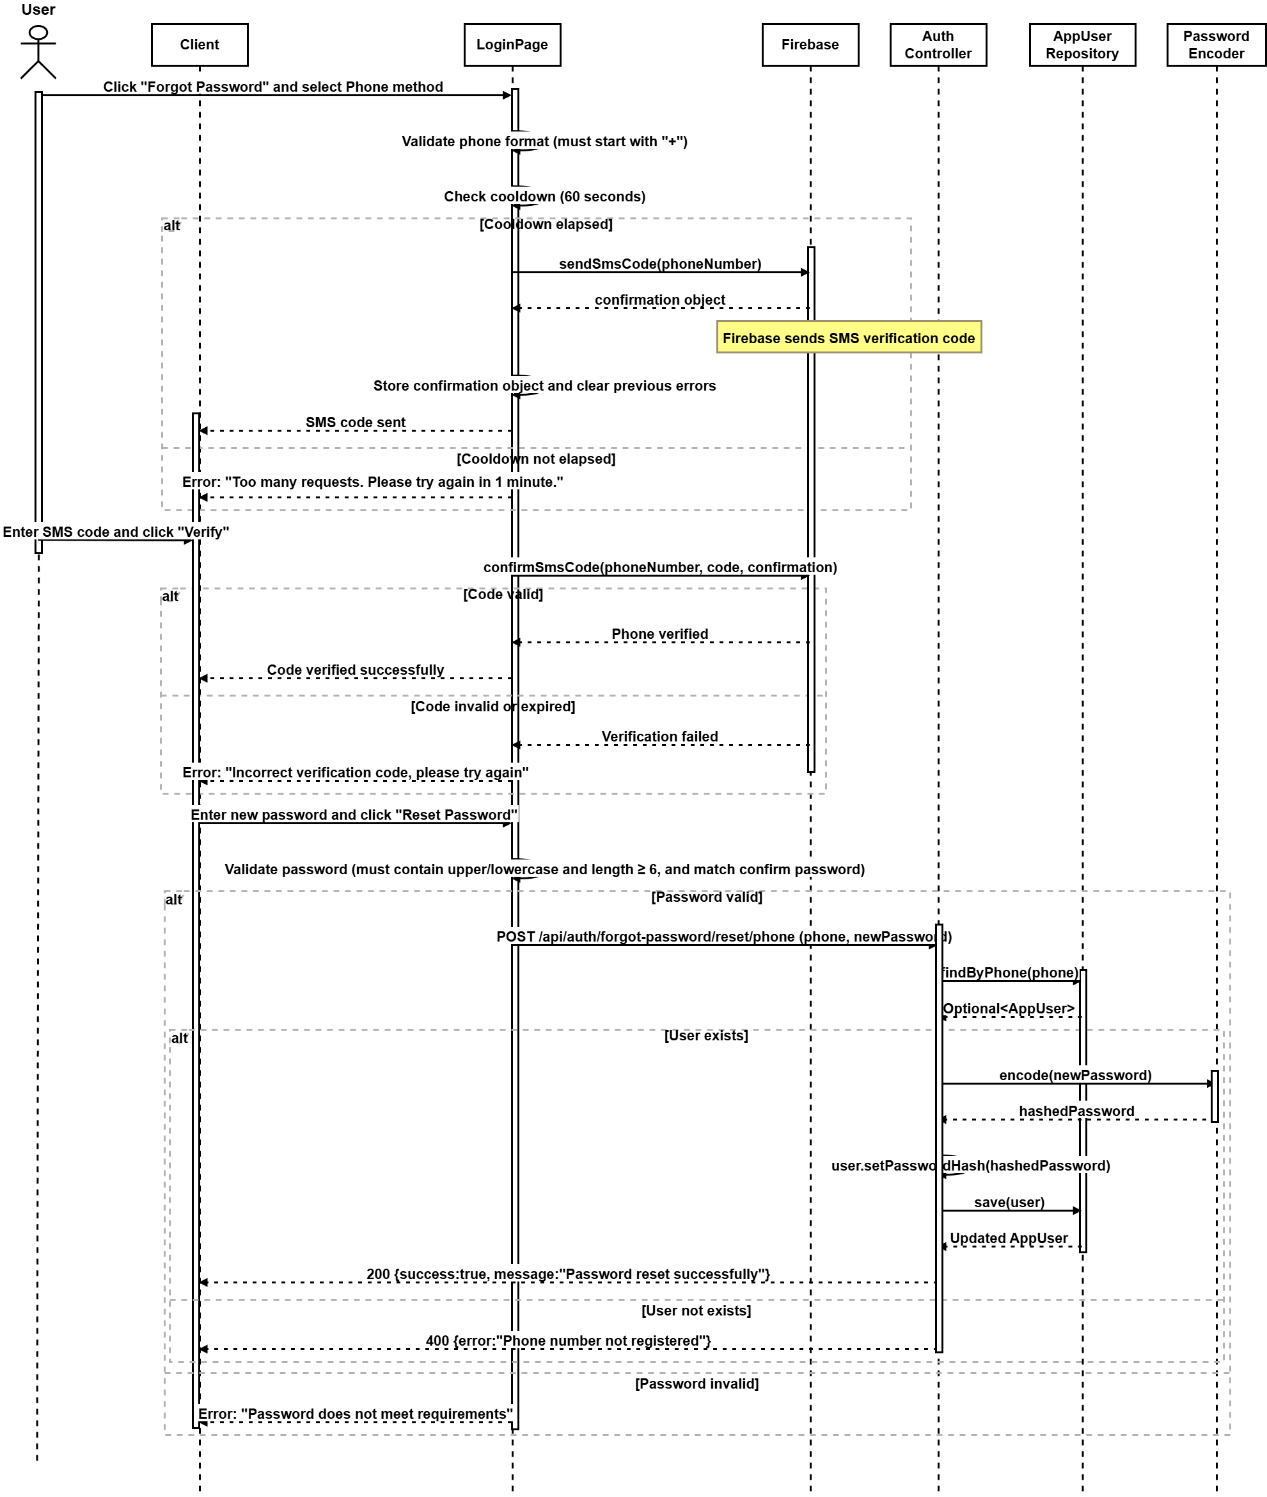 User
Client
LoginPage
Firebase
Auth
Controller
AppUser
Repository
Password
Encoder
Click "Forgot Password" and select Phone method
Validate phone format (must start with "+")
Check cooldown (60 seconds)
alt
[Cooldown elapsed]
sendSmsCode(phoneNumber)
confirmation object
Firebase sends SMS verification code
Store confirmation object and clear previous errors
SMS code sent
[Cooldown not elapsed]
Error: "Too many requests. Please try again in 1 minute."
Enter SMS code and click "Verify"
confirmSmsCode(phoneNumber, code, confirmation)
alt
[Code valid]
Phone verified
Code verified successfully
[Code invalid or expired]
Verification failed
Error: "Incorrect verification code, please try again"
Enter new password and click "Reset Password"
Validate password (must contain upper/lowercase and length ≥ 6, and match confirm password)
alt
[Password valid]
POST /api/auth/forgot-password/reset/phone (phone, newPassword)
findByPhone(phone)
Optional<AppUser>
alt
[User exists]
encode(newPassword)
hashedPassword
user.setPasswordHash(hashedPassword)
save(user)
Updated AppUser
200 {success:true, message:"Password reset successfully"}
[User not exists]
400 {error:"Phone number not registered"}
[Password invalid]
Error: "Password does not meet requirements"